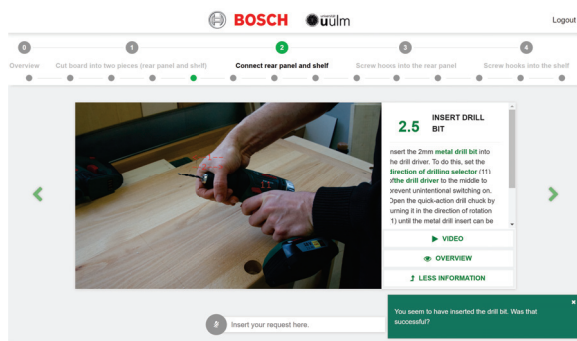 BOSCH
uulm
Logout
0
1
2
3
4
Overview
Cut board into two pieces (rear panel and shelf)
Connect rear panel and shelf
Screw hooks into the rear panel
Screw hooks into the shelf
2.5
INSERT DRILL
BIT
nsert the 2mm metal drill bit into
he drill driver. To do this, set the
direction of drilling selector (11)
the drill driver to the middle to
prevent unintentional switching on.
Open the quick-action drill chuck by
urning it in the direction of rotation
1) until the metal drill insert can be
VIDEO
OVERVIEW
LESS INFORMATION
Insert your request here.
You seem to have inserted the drill bit. Was that
successful?